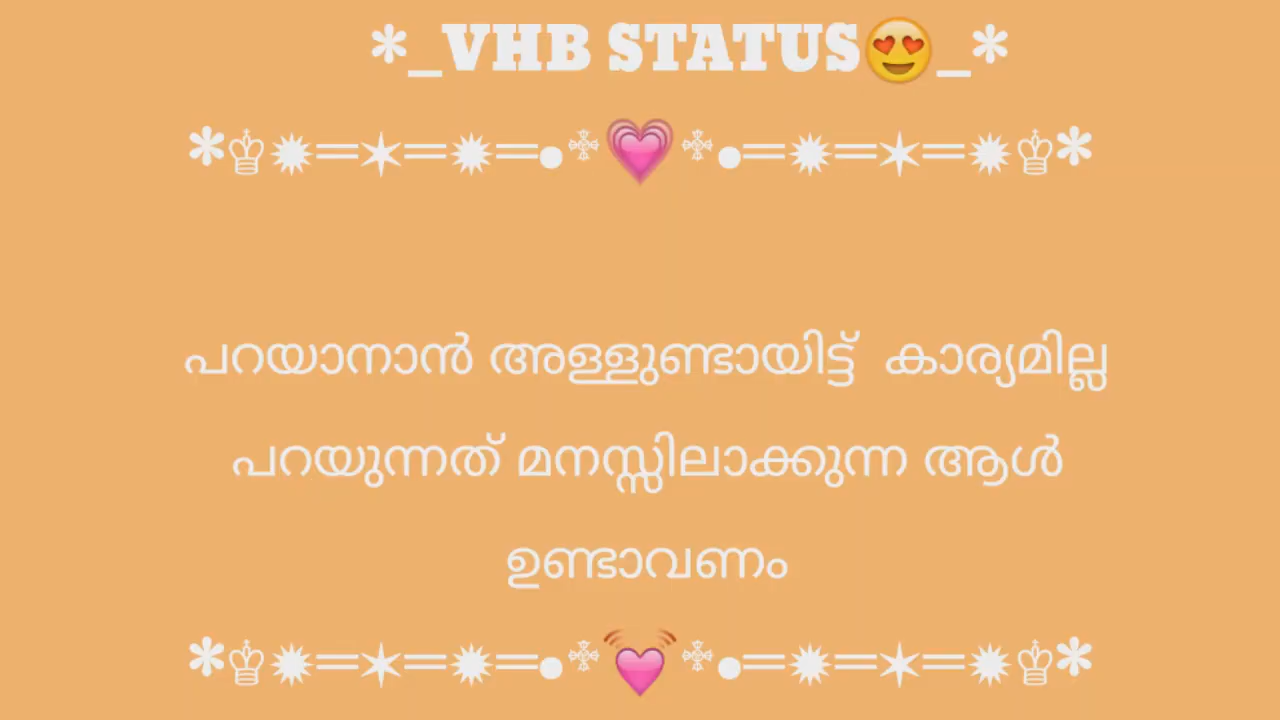 *_VHB STATUS😍_*
*♔✹=✶=✹=•❉💗❉•=✹=✶=✹♔*
പറയാനാൻ അള്ളുണ്ടായിട്ട് കാര്യമില്ല
പറയുന്നത് മനസ്സിലാക്കുന്ന ആൾ
ഉണ്ടാവണം
*♔✹=✶=✹=•❉💓❉•=✹=✶=✹♔*